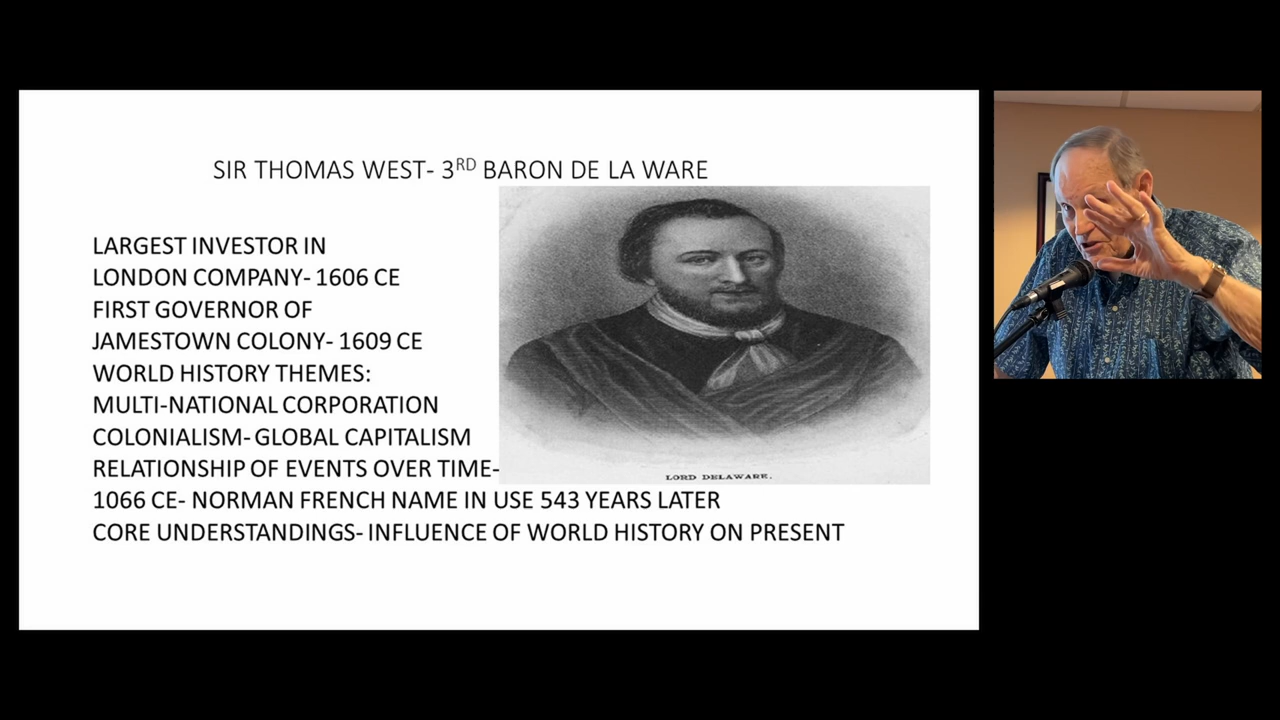 SIR THOMAS WEST- 3RD BARON DE LA WARE
LARGEST INVESTOR IN
LONDON COMPANY- 1606 CE
FIRST GOVERNOR OF
JAMESTOWN COLONY- 1609 CE
WORLD HISTORY THEMES:
MULTI-NATIONAL CORPORATION
COLONIALISM- GLOBAL CAPITALISM
RELATIONSHIP OF EVENTS OVER TIME-
LORD DELAWARE.
1066 CE- NORMAN FRENCH NAME IN USE 543 YEARS LATER
CORE UNDERSTANDINGS- INFLUENCE OF WORLD HISTORY ON PRESENT